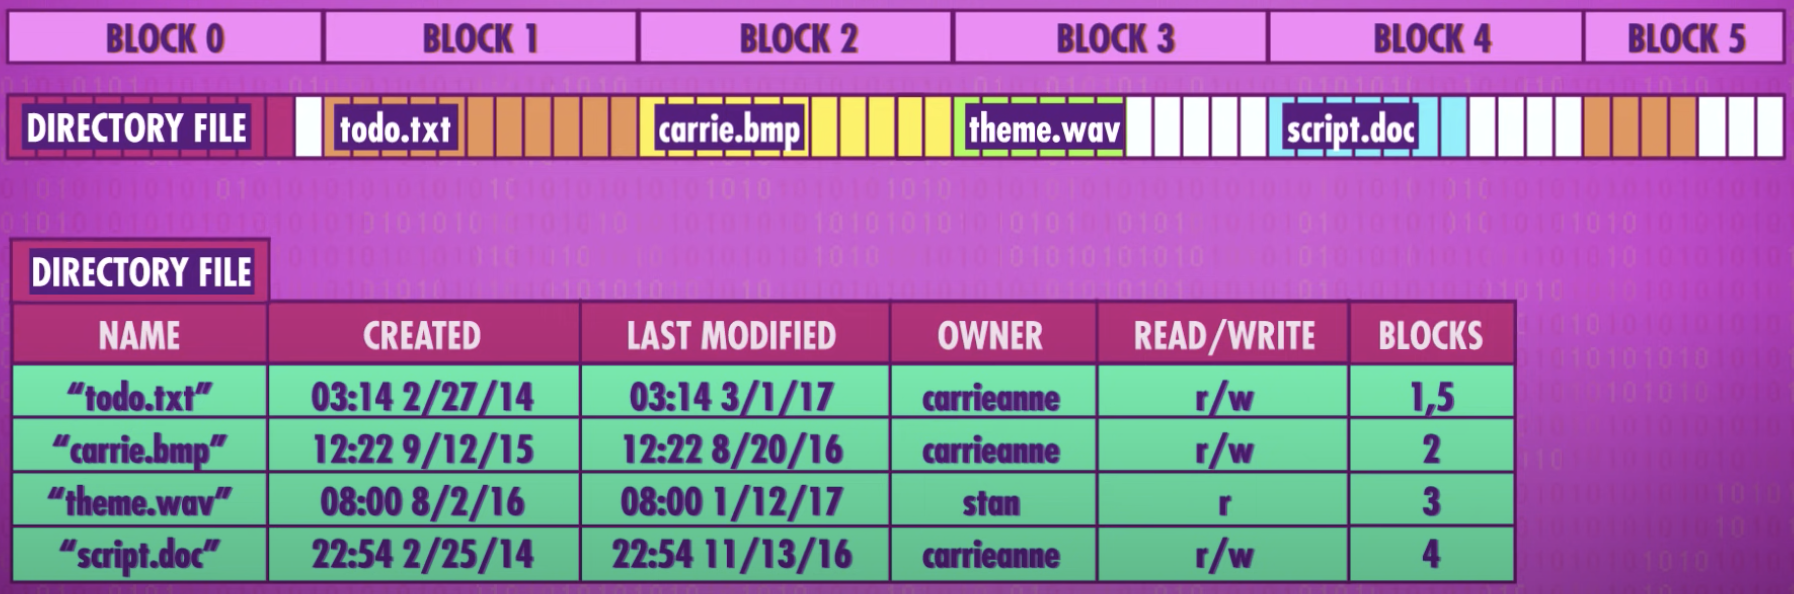 BLOCK 0 BLOCK 1 BLOCK 2 BLOCK 3 BLOCK 4 BLOCK 5
DIRECTORY FILE todo.txt carrie.bmp theme.wav script.doc
DIRECTORY FILE
NAME CREATED LAST MODIFIED OWNER READ/WRITE BLOCKS
“todo.txt” 03:14 2/27/14 03:14 3/1/17 carrieanne r/w 1,5
“carrie.bmp” 12:22 9/12/15 12:22 8/20/16 carrieanne r/w 2
“theme.wav” 08:00 8/2/16 08:00 1/12/17 stan r 3
“script.doc” 22:54 2/25/14 22:54 11/13/16 carrieanne r/w 4